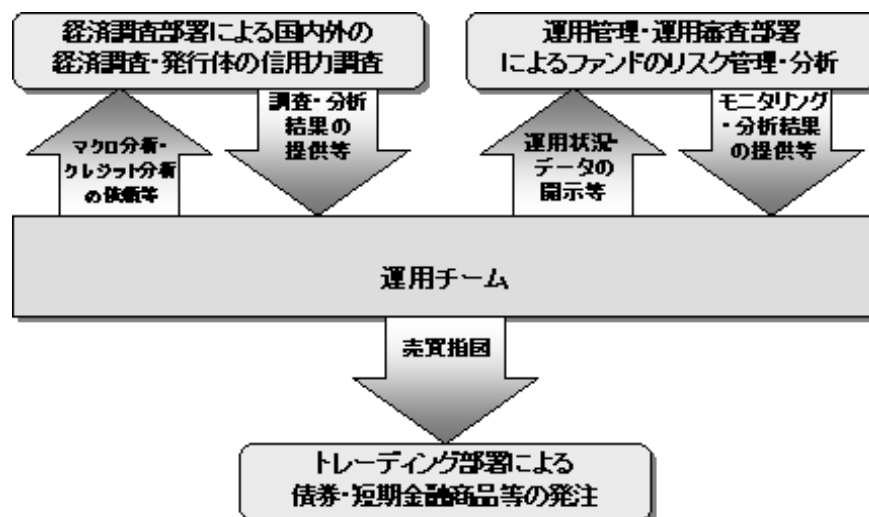 経済調査部署による国内外の
経済調査・発行体の信用力調査
運用管理・運用審査部署
によるファンドのリスク管理・分析
マクロ分析・
クレジット分析
の依頼等
調査・分析
結果の
提供等
運用状況・
データの
開示等
モニタリング
・分析結果
の提供等
運用チーム
売買指図
トレーディング部署による
債券・短期金融商品等の発注